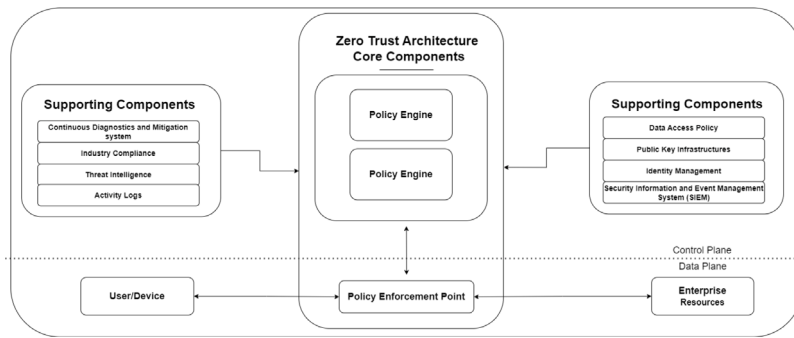 Zero Trust Architecture
Core Components
Policy Engine
Policy Engine
Supporting Components
Continuous Diagnostics and Mitigation
system
Industry Compliance
Threat Intelligence
Activity Logs
Supporting Components
Data Access Policy
Public Key Infrastructures
Identity Management
Security Information and Event Management
System (SIEM)
Control Plane
Data Plane
User/Device
Policy Enforcement Point
Enterprise
Resources